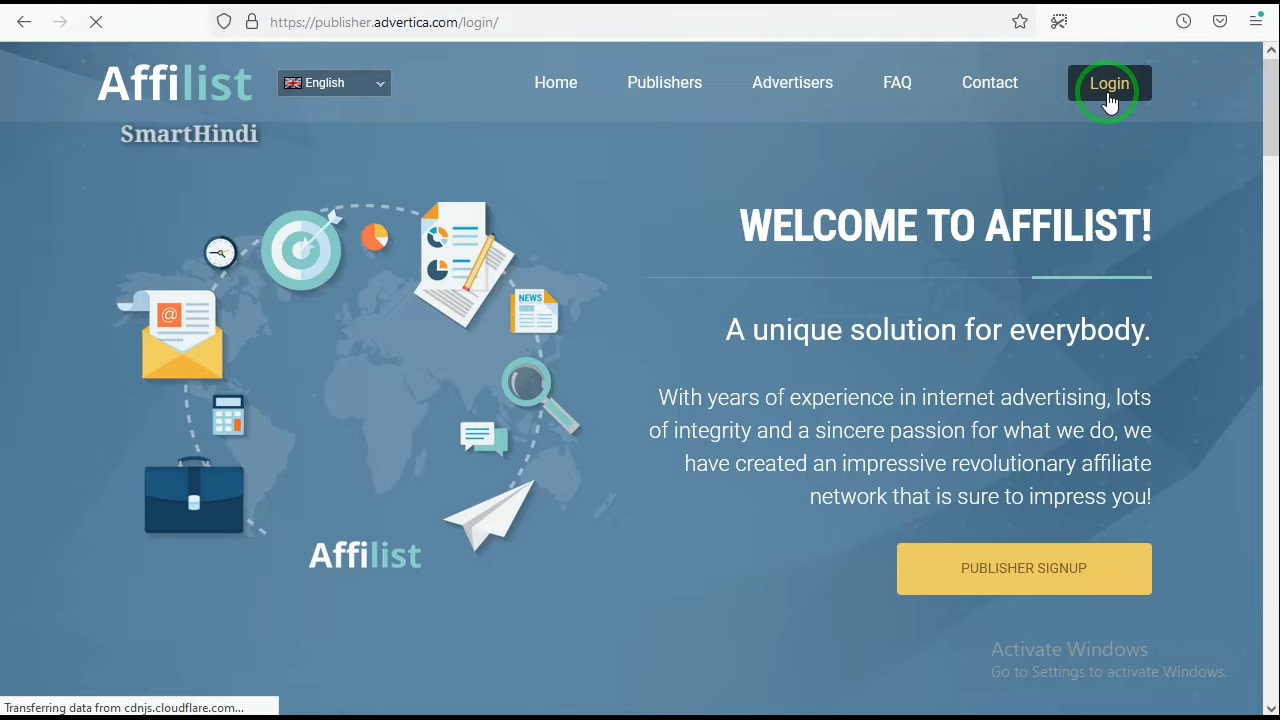 https://publisher.advertica.com/login/
Affilist
English
Home
Publishers
Advertisers
FAQ
Contact
Login
SmartHindi
WELCOME TO AFFILIST!
NEWS
@
A unique solution for everybody.
With years of experience in internet advertising, lots
of integrity and a sincere passion for what we do, we
have created an impressive revolutionary affiliate
network that is sure to impress you!
Affilist
PUBLISHER SIGNUP
Activate Windows
Go to Settings to activate Windows.
Transferring data from cdnjs.cloudflare.com...